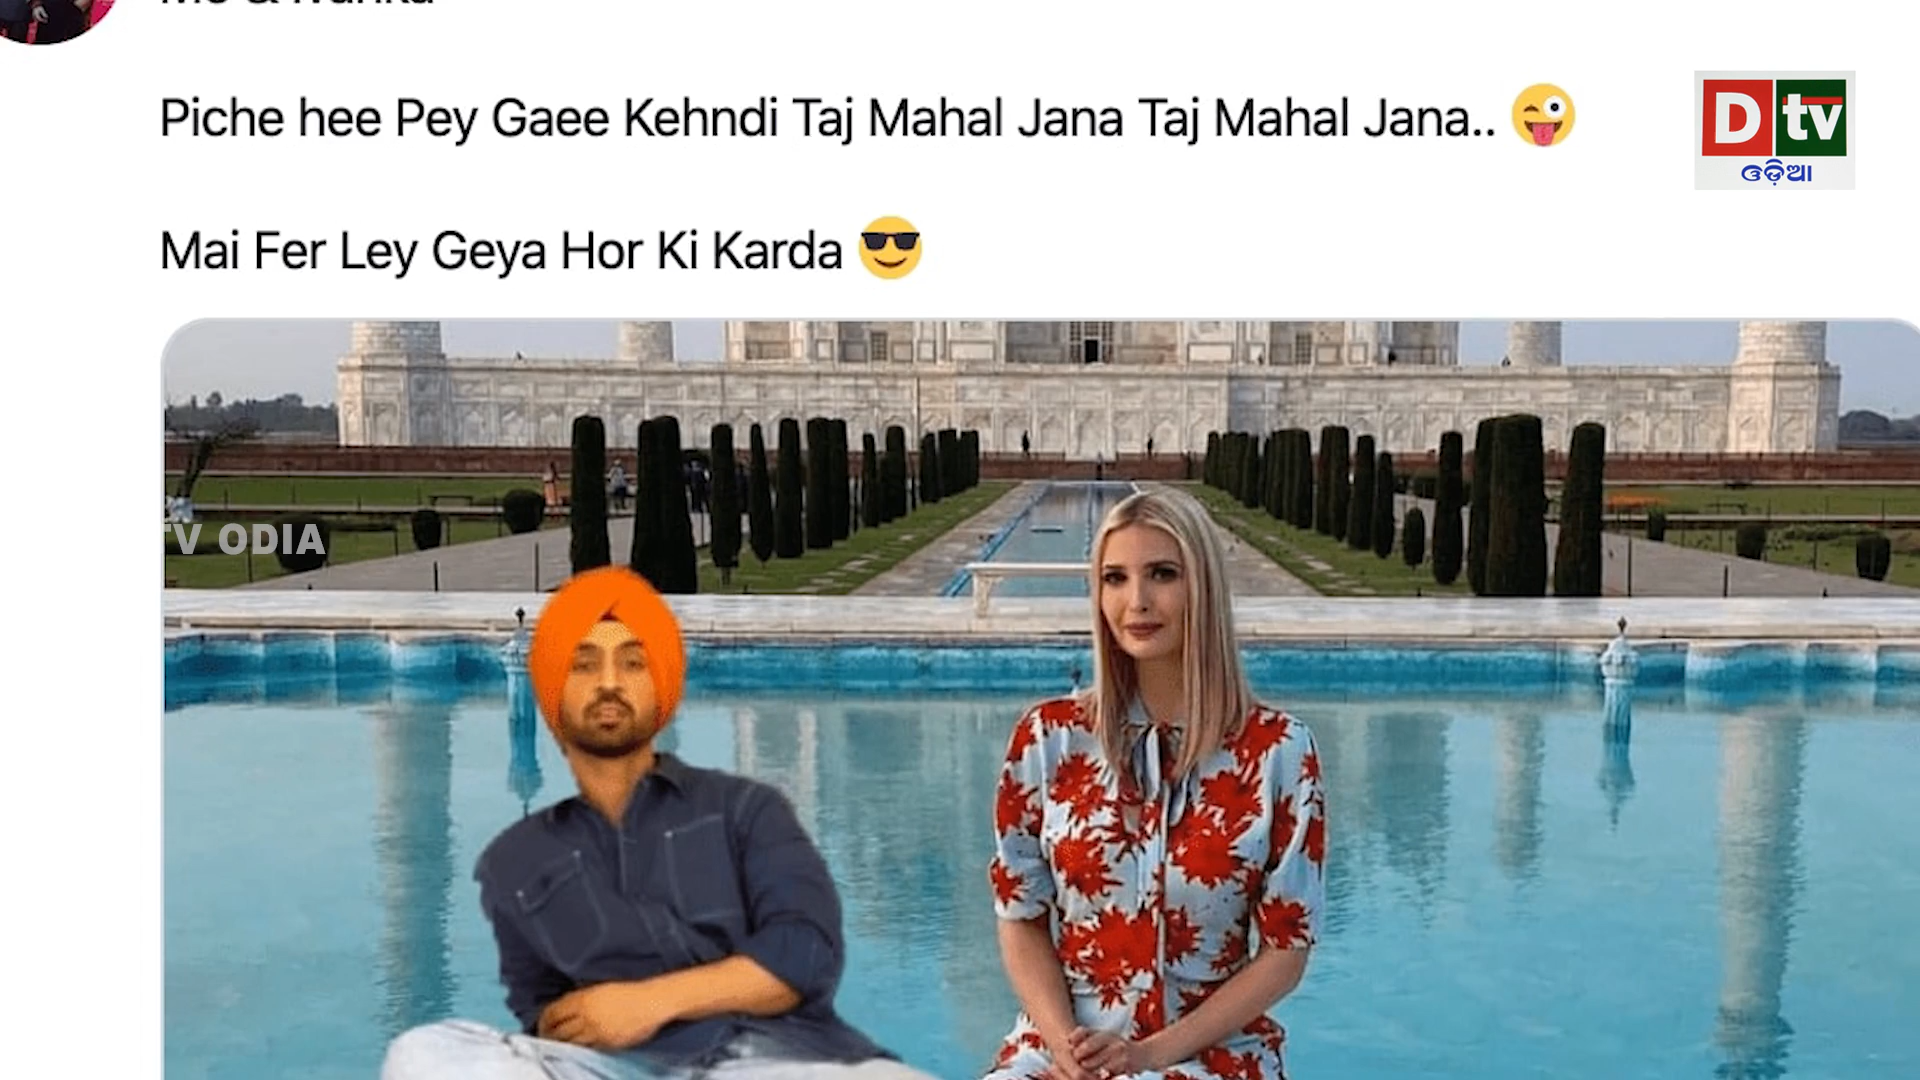 Piche hee Pey Gaee Kehndi Taj Mahal Jana Taj Mahal Jana.. 😜
D tv
ଓଡ଼ିଆ
Mai Fer Ley Geya Hor Ki Karda 😎
TV ODIA